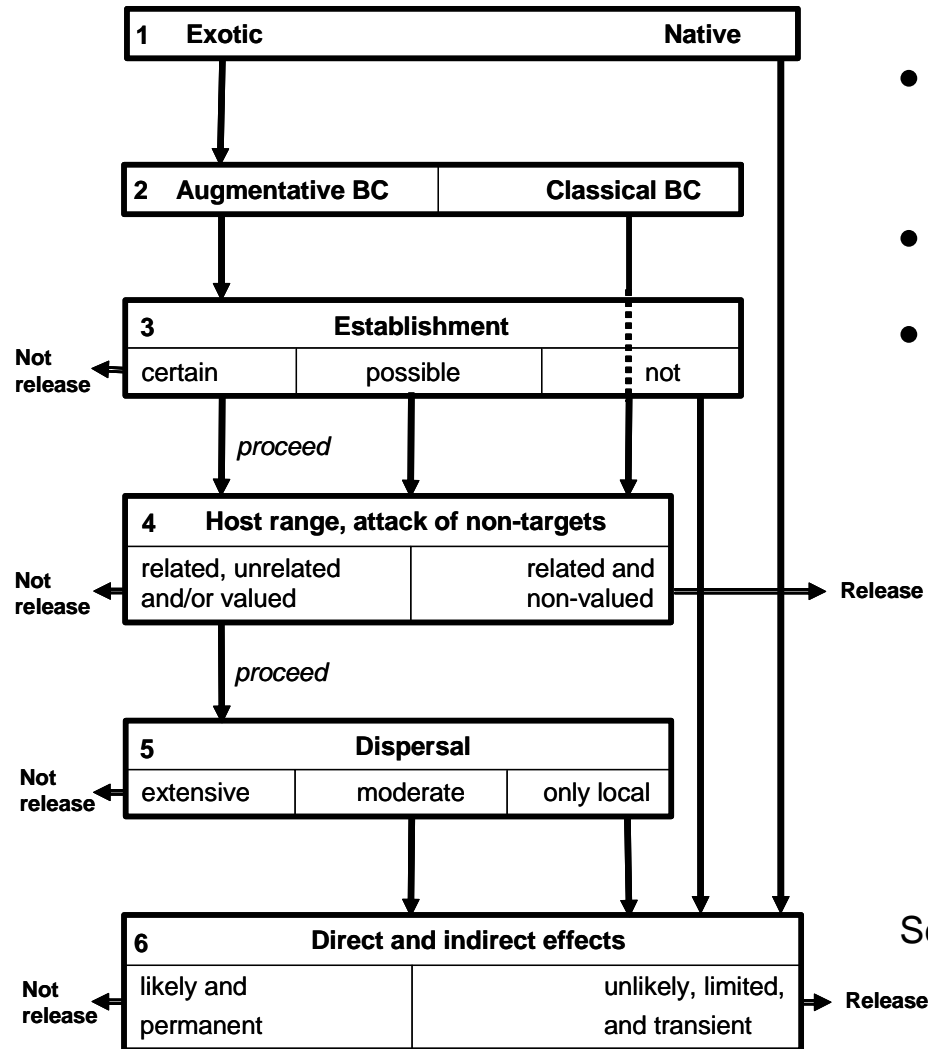 1 Exotic Native
2 Augmentative BC Classical BC
3 Establishment
Not
release
certain possible not
proceed
4 Host range, attack of non-targets
Not
release
related, unrelated
and/or valued
related and
non-valued
Release
proceed
5 Dispersal
Not
release
extensive moderate only local
6 Direct and indirect effects
Not
release
likely and
permanent
unlikely, limited,
and transient
Release